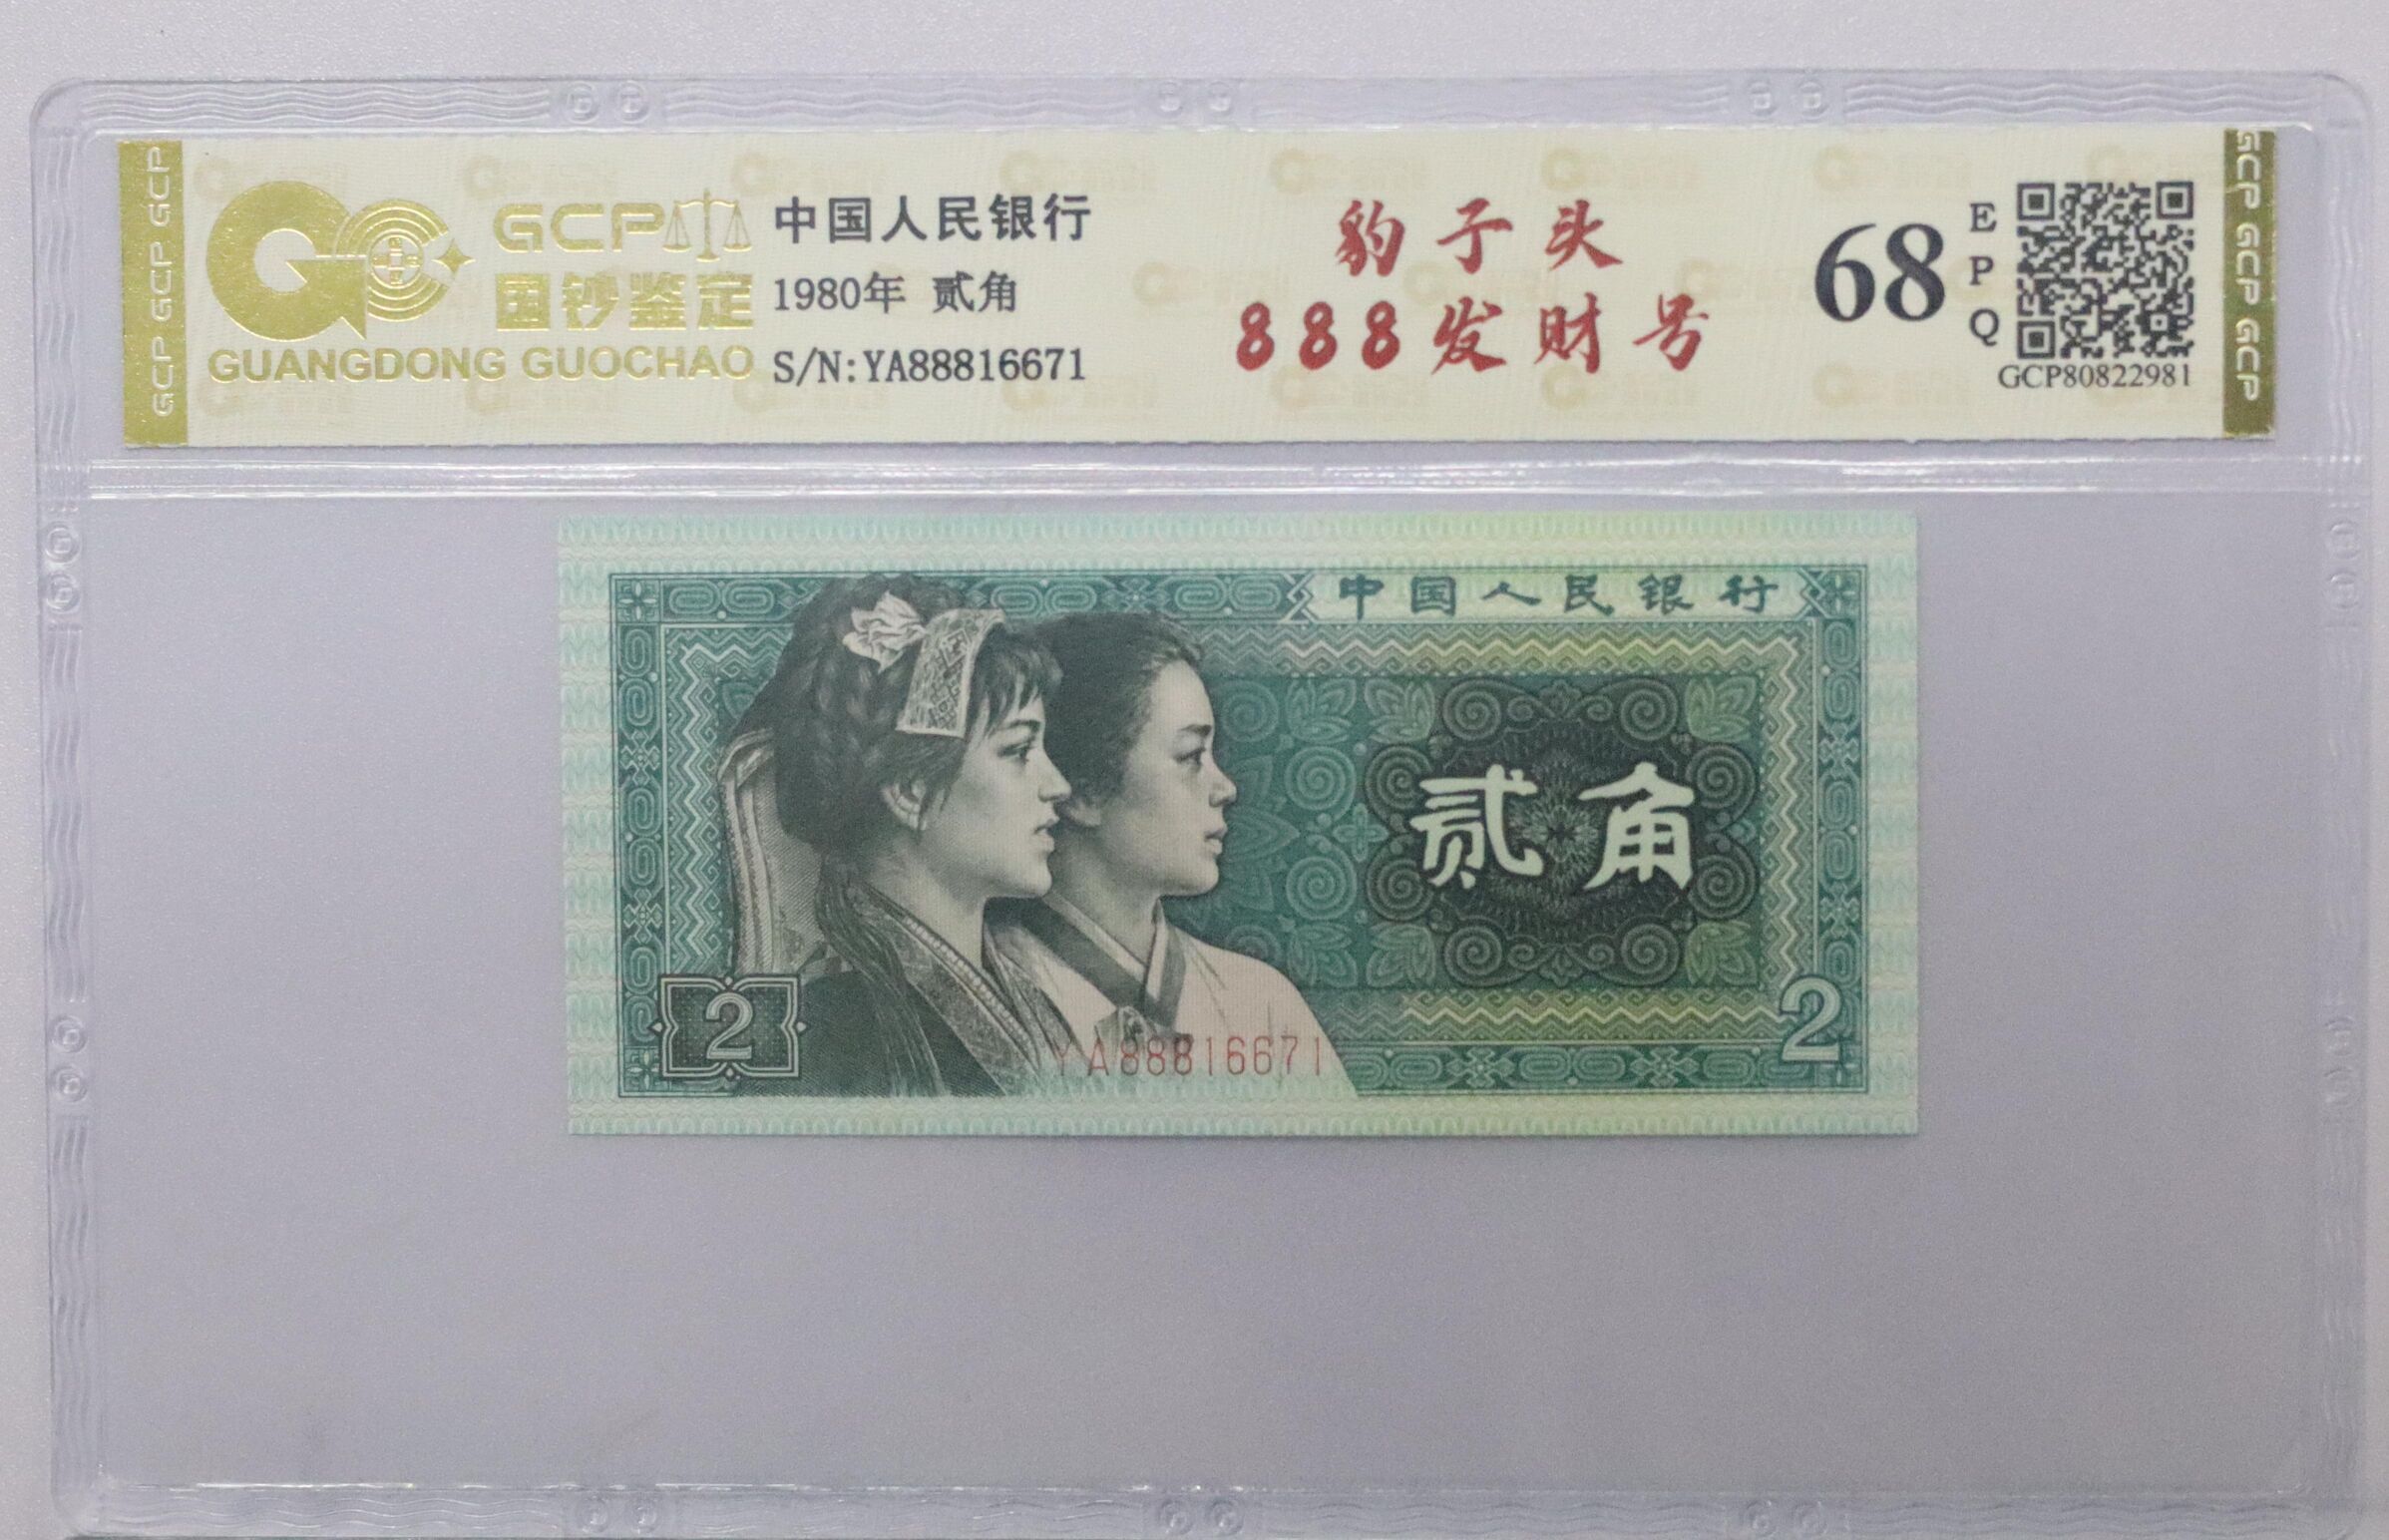 GCP GCP GCP
GCP
国钞鉴定
GUANGDONG GUOCHAO
中国人民银行
1980年 贰角
S/N:YA88816671
豹子头
888发财号
68
EPQ
GCP80822981
GCP GCP GCP
中国人民银行
贰角
2
YA88816671
2